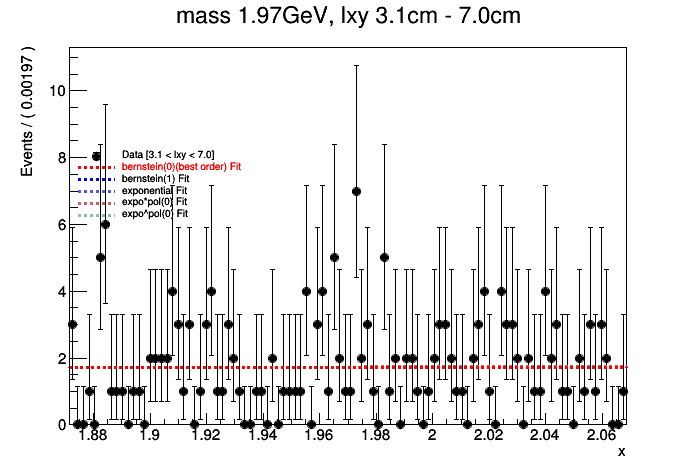 mass 1.97GeV, lxy 3.1cm - 7.0cm
Events / ( 0.00197 )
10
8
6
4
2
0
Data [3.1 < lxy < 7.0]
bernstein(0)(best order) Fit
bernstein(1) Fit
exponential Fit
expo*pol(0) Fit
expo^pol(0) Fit
1.88 1.9 1.92 1.94 1.96 1.98 2 2.02 2.04 2.06
x